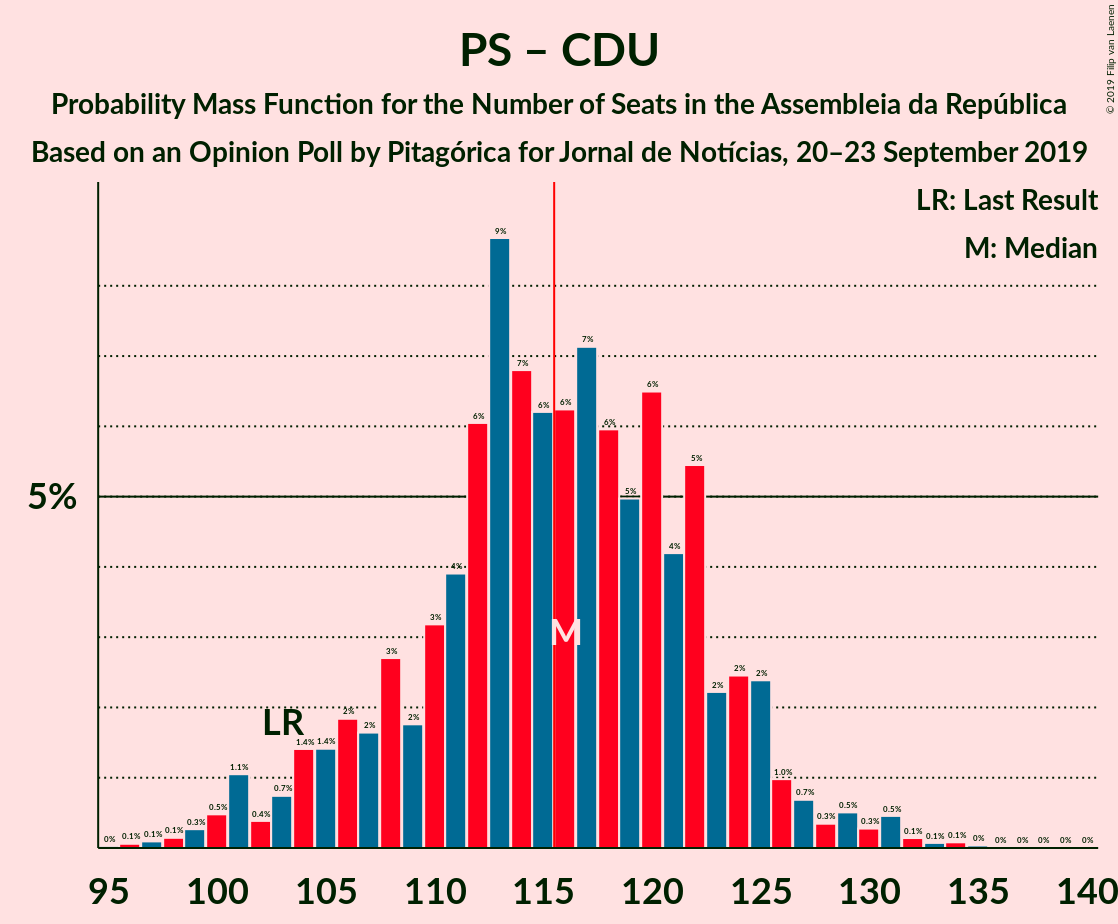 PS – CDU
Probability Mass Function for the Number of Seats in the Assembleia da República
Based on an Opinion Poll by Pitagórica for Jornal de Notícias, 20–23 September 2019
© 2019 Filip van Laenen
LR: Last Result
M: Median
5%
LR
M
0% 0.1% 0.1% 0.1% 0.3% 0.5% 1.1% 0.4% 0.7% 1.4% 1.4% 2% 2% 3% 2% 3% 4% 6% 9% 7% 6% 6% 7% 6% 5% 6% 4% 5% 2% 2% 2% 1.0% 0.7% 0.3% 0.5% 0.3% 0.5% 0.1% 0.1% 0.1% 0% 0% 0% 0% 0% 0%
95 100 105 110 115 120 125 130 135 140